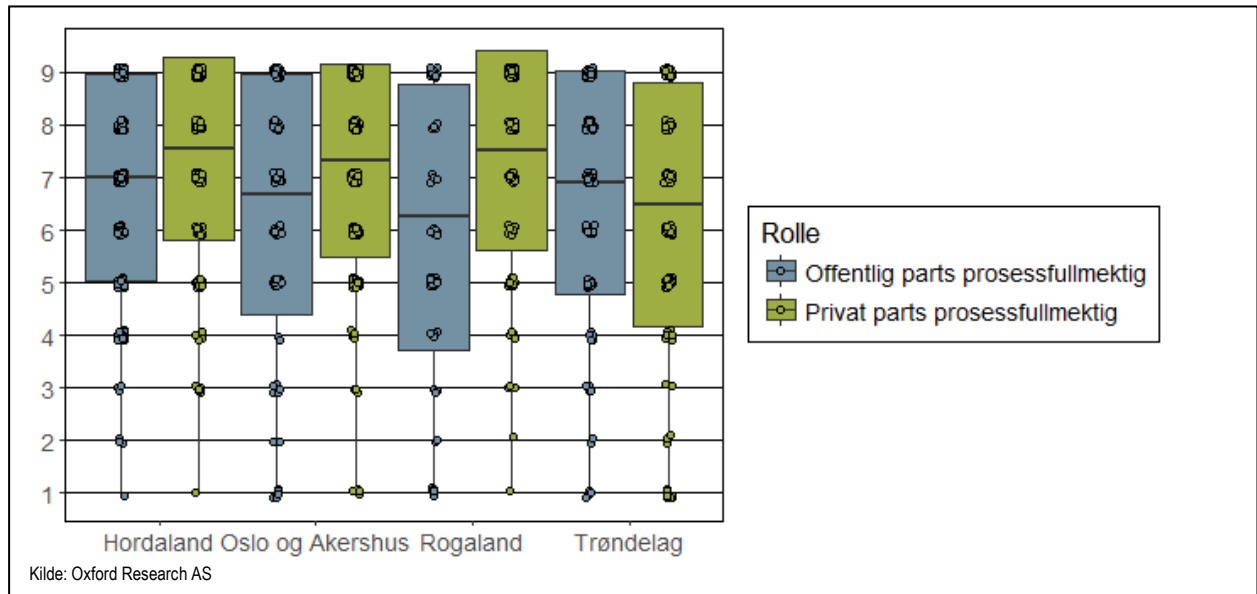 9
8
7
6
5
4
3
2
1
Hordaland Oslo og Akershus Rogaland Trøndelag
Rolle
Offentlig parts prosessfullmektig
Privat parts prosessfullmektig
Kilde: Oxford Research AS